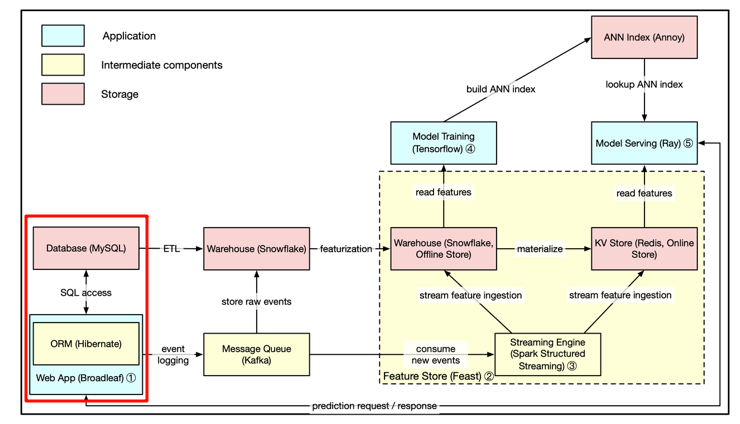 Application
Intermediate components
Storage
ANN Index (Annoy)
build ANN index
lookup ANN index
Model Training
(Tensorflow) ④
Model Serving (Ray) ⑤
read features
read features
Database (MySQL)
ETL
Warehouse (Snowflake)
featurization
Warehouse (Snowflake,
Offline Store)
materialize
KV Store (Redis, Online
Store)
SQL access
store raw events
stream feature ingestion
stream feature ingestion
ORM (Hibernate)
Web App (Broadleaf) ①
event
logging
Message Queue
(Kafka)
consume
new events
Streaming Engine
(Spark Structured
Streaming) ③
Feature Store (Feast) ②
prediction request / response